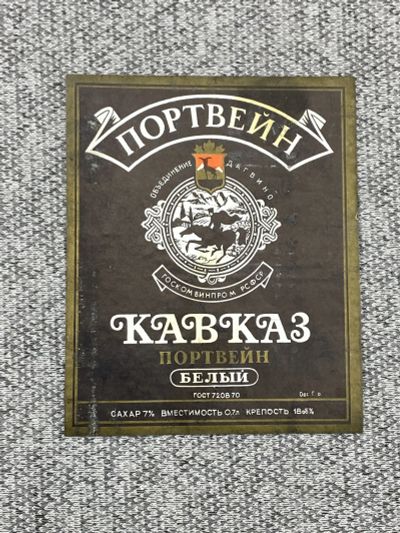 ПОРТВЕЙН
ОБЪЕДИНЕНИЕ ДАГВИНО
ГОСКОМВИНПРОМ РСФСР
КАВКАЗ
ПОРТВЕЙН
БЕЛЫЙ
ГОСТ 7208 70
САХАР 7% ВМЕСТИМОСТЬ 0,7л КРЕПОСТЬ 18об%